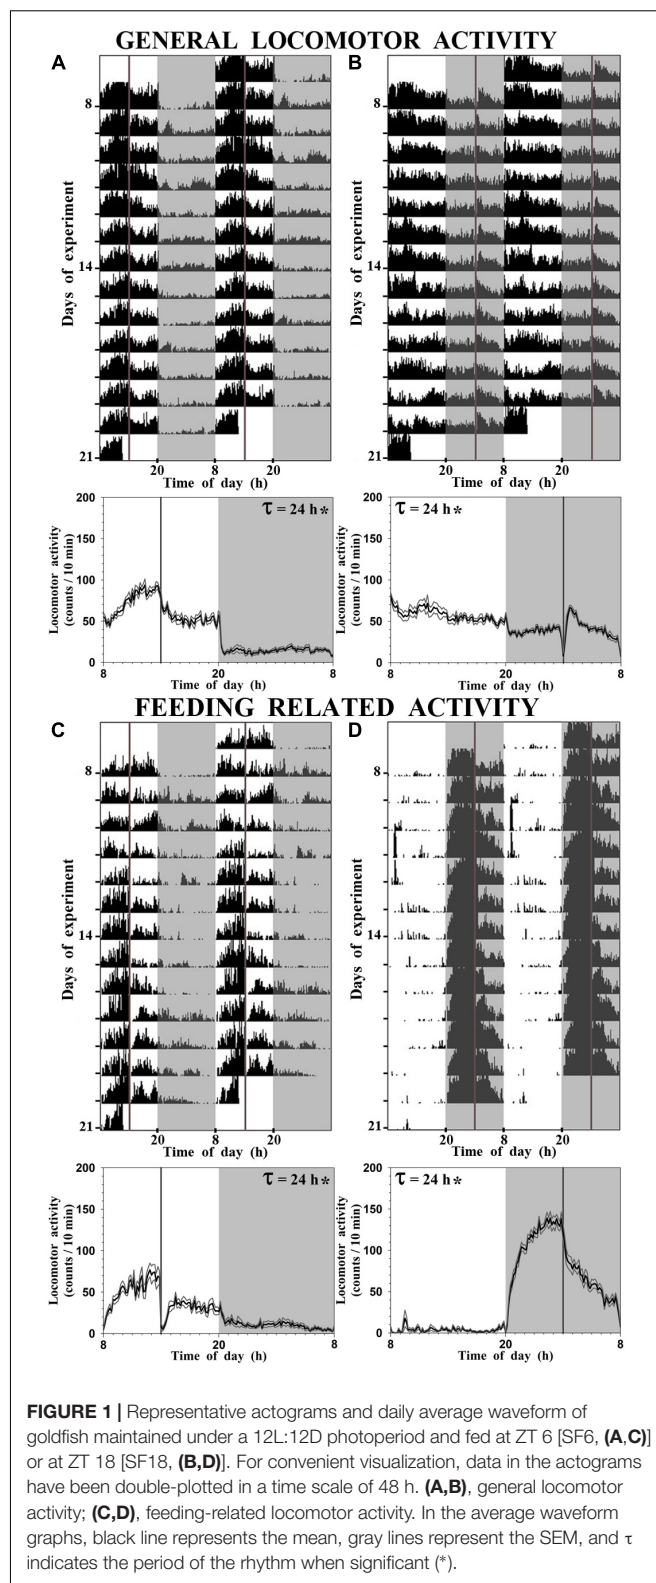 GENERAL LOCOMOTOR ACTIVITY
A
B
Days of experiment
8
14
21
20 8 20
Time of day (h)
Days of experiment
8
14
21
20 8 20
Time of day (h)
Locomotor activity
(counts / 10 min)
200
150
100
50
0
τ = 24 h *
8 20 8
Time of day (h)
Locomotor activity
(counts / 10 min)
200
150
100
50
0
τ = 24 h *
8 20 8
Time of day (h)
FEEDING RELATED ACTIVITY
C
D
Days of experiment
8
14
21
20 8 20
Time of day (h)
Days of experiment
8
14
21
20 8 20
Time of day (h)
Locomotor activity
(counts / 10 min)
200
150
100
50
0
τ = 24 h *
8 20 8
Time of day (h)
Locomotor activity
(counts / 10 min)
200
150
100
50
0
τ = 24 h *
8 20 8
Time of day (h)
FIGURE 1 | Representative actograms and daily average waveform of
goldfish maintained under a 12L:12D photoperiod and fed at ZT 6 [SF6, (A,C)]
or at ZT 18 [SF18, (B,D)]. For convenient visualization, data in the actograms
have been double-plotted in a time scale of 48 h. (A,B), general locomotor
activity; (C,D), feeding-related locomotor activity. In the average waveform
graphs, black line represents the mean, gray lines represent the SEM, and τ
indicates the period of the rhythm when significant (*).